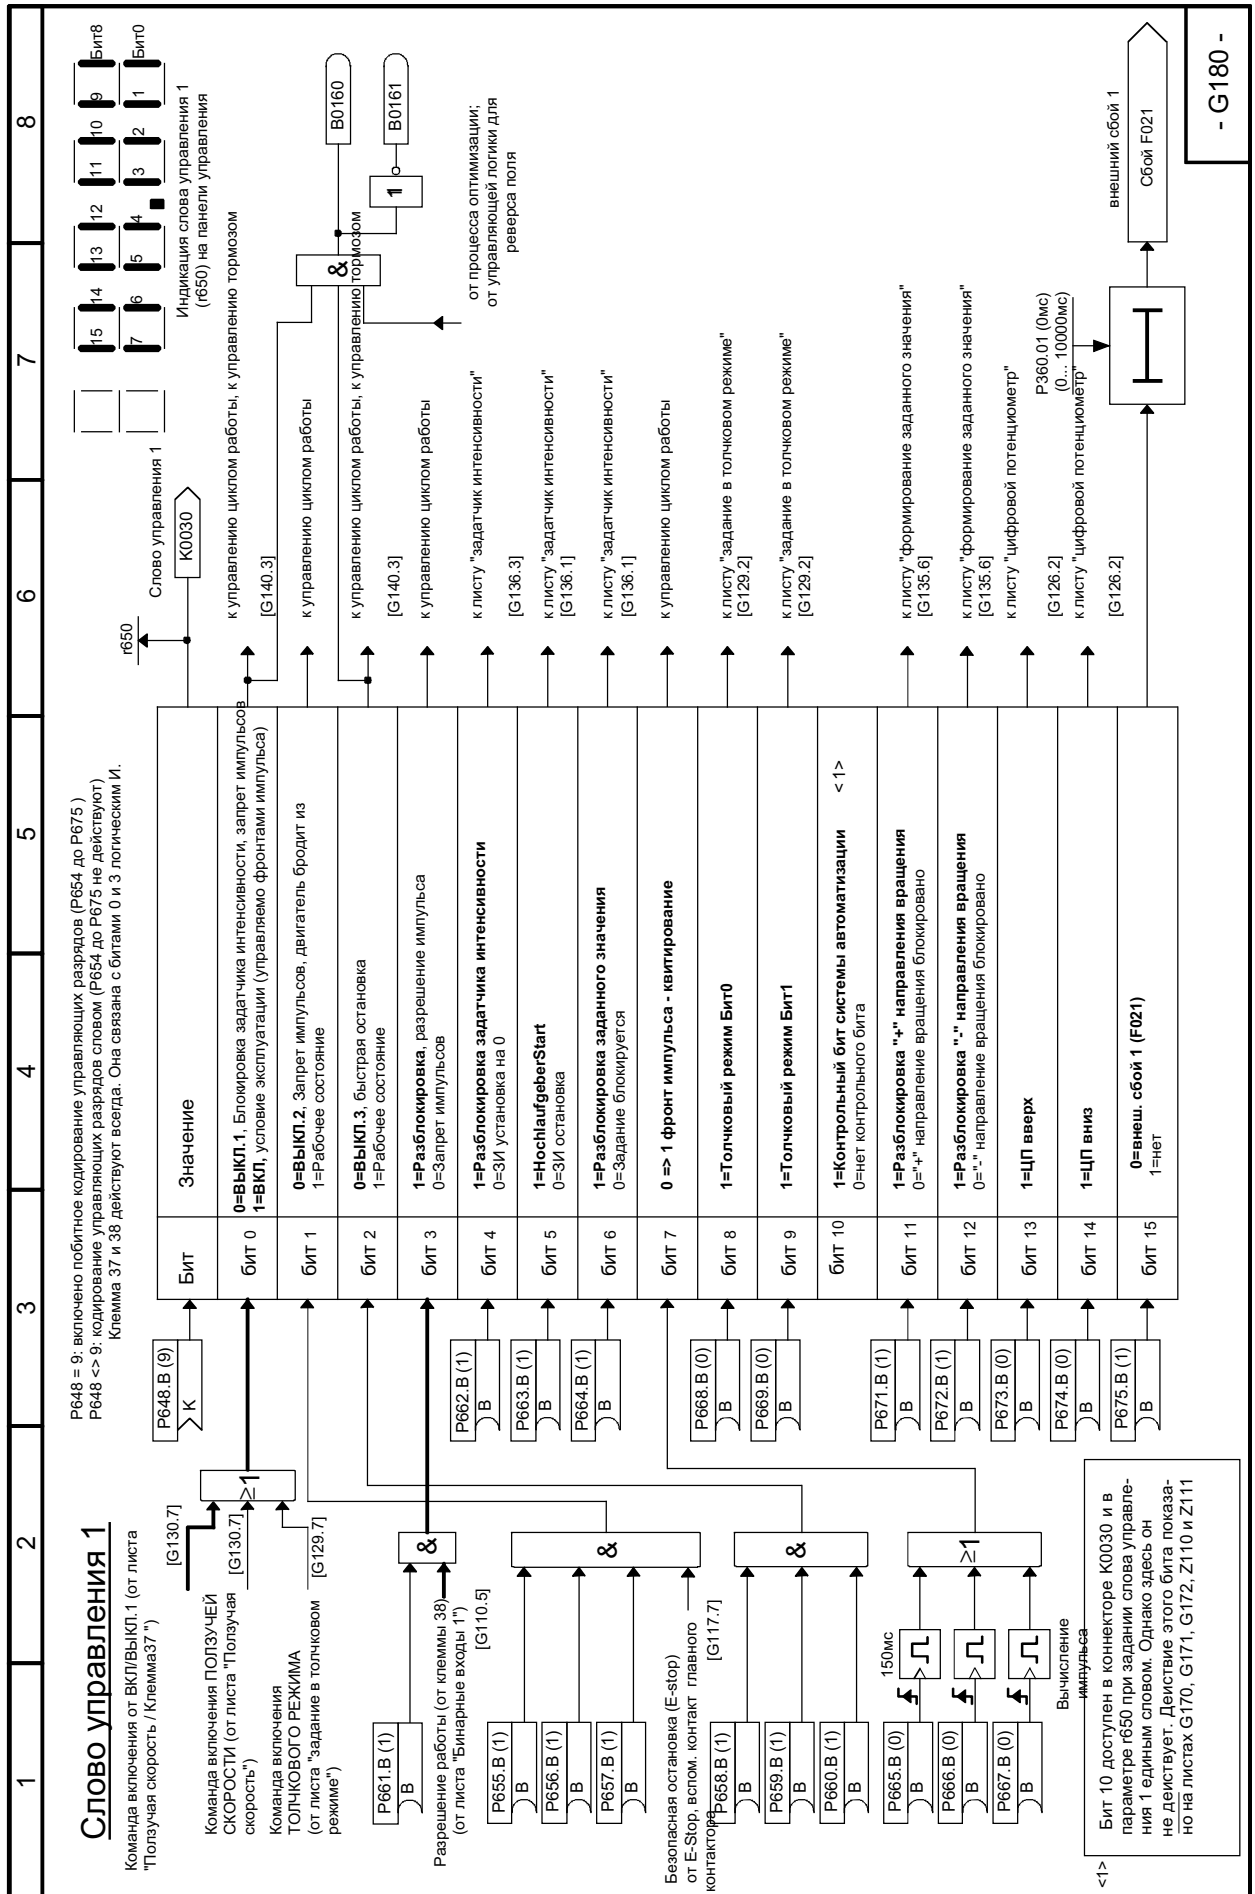 1
2
3
4
5
6
7
8
Слово управления 1
P648 = 9: включено побитное кодирование управляющих разрядов (P654 до P675 )
P648 <> 9: кодирование управляющих разрядов словом (P654 до P675 не действуют)
Клемма 37 и 38 действуют всегда. Она связана с битами 0 и 3 логическим И.
15
14
13
12
11
10
9
Бит8
7
6
5
4
3
2
1
Бит0
Индикация слова управления 1
(r650) на панели управления
Команда включения от ВКЛ/ВЫКЛ.1 (от листа
"Ползучая скорость / Клемма37 ")
[G130.7]
Команда включения ПОЛЗУЧЕЙ
СКОРОСТИ (от листа "Ползучая
скорость")
[G130.7]
Команда включения
ТОЛЧКОВОГО РЕЖИМА
(от листа "задание в толчковом
режиме")
[G129.7]
≥1
P648.B (9)
K
r650
Слово управления 1
K0030
Бит
Значение
бит 0
0=ВЫКЛ.1, Блокировка задатчика интенсивности, запрет импульсов
1=ВКЛ, условие эксплуатации (управляемо фронтами импульса)
к управлению циклом работы, к управлению тормозом
[G140.3]
бит 1
0=ВЫКЛ.2, Запрет импульсов, двигатель бродит из
1=Рабочее состояние
к управлению циклом работы
бит 2
0=ВЫКЛ.3, быстрая остановка
1=Рабочее состояние
к управлению циклом работы, к управлению тормозом
[G140.3]
бит 3
1=Разблокировка, разрешение импульса
0=Запрет импульсов
к управлению циклом работы
бит 4
1=Разблокировка задатчика интенсивности
0=ЗИ установка на 0
к листу "задатчик интенсивности"
[G136.3]
бит 5
1=HochlaufgeberStart
0=ЗИ остановка
к листу "задатчик интенсивности"
[G136.1]
бит 6
1=Разблокировка заданного значения
0=Задание блокируется
к листу "задатчик интенсивности"
[G136.1]
бит 7
0 => 1 фронт импульса - квитирование
к управлению циклом работы
бит 8
1=Толчковый режим Бит0
к листу "задание в толчковом режиме"
[G129.2]
бит 9
1=Толчковый режим Бит1
к листу "задание в толчковом режиме"
[G129.2]
бит 10
1=Контрольный бит системы автоматизации <1>
0=нет контрольного бита
бит 11
1=Разблокировка "+" направления вращения
0="+" направление вращения блокировано
к листу "формирование заданного значения"
[G135.6]
бит 12
1=Разблокировка "-" направления вращения
0="-" направление вращения блокировано
к листу "формирование заданного значения"
[G135.6]
бит 13
1=ЦП вверх
к листу "цифровой потенциометр"
[G126.2]
бит 14
1=ЦП вниз
к листу "цифровой потенциометр"
[G126.2]
бит 15
0=внеш. сбой 1 (F021)
1=нет
&
B0160
1
B0161
от процесса оптимизации;
от управляющей логики для
реверса поля
P661.B (1)
B
Разрешение работы (от клеммы 38)
(от листа "Бинарные входы 1")
[G110.5]
&
P655.B (1)
B
P656.B (1)
B
P657.B (1)
B
&
Безопасная остановка (E-stop)
от E-Stop, вспом. контакт главного
контактора
[G117.7]
P658.B (1)
B
P659.B (1)
B
P660.B (1)
B
&
P665.B (0)
B
P666.B (0)
B
P667.B (0)
B
150мс
Вычисление
импульса
≥1
P662.B (1)
B
P663.B (1)
B
P664.B (1)
B
P668.B (0)
B
P669.B (0)
B
P671.B (1)
B
P672.B (1)
B
P673.B (0)
B
P674.B (0)
B
P675.B (1)
B
P360.01 (0мс)
(0... 10000мс)
внешний сбой 1
Сбой F021
<1>
Бит 10 доступен в коннекторе K0030 и в
параметре r650 при задании слова управле-
ния 1 единым словом. Однако здесь он
не действует. Действие этого бита показа-
но на листах G170, G171, G172, Z110 и Z111
- G180 -